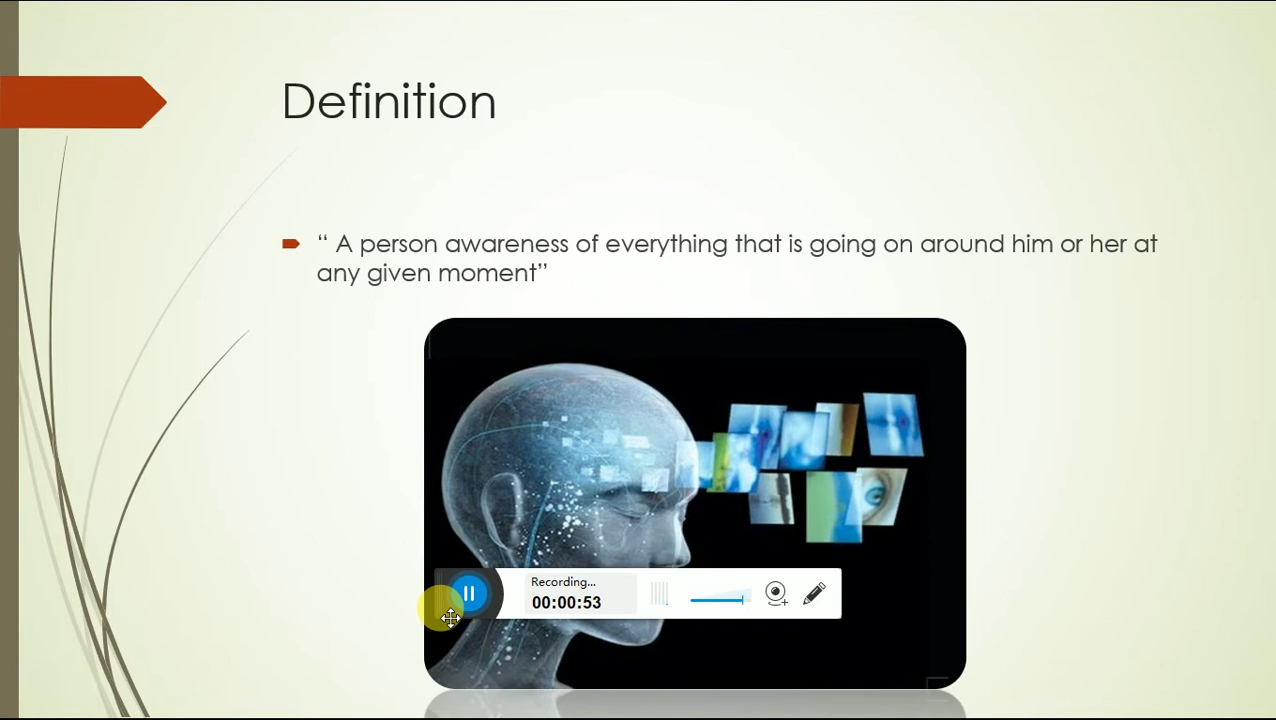 Definition
“ A person awareness of everything that is going on around him or her at
any given moment”
Recording...
00:00:53